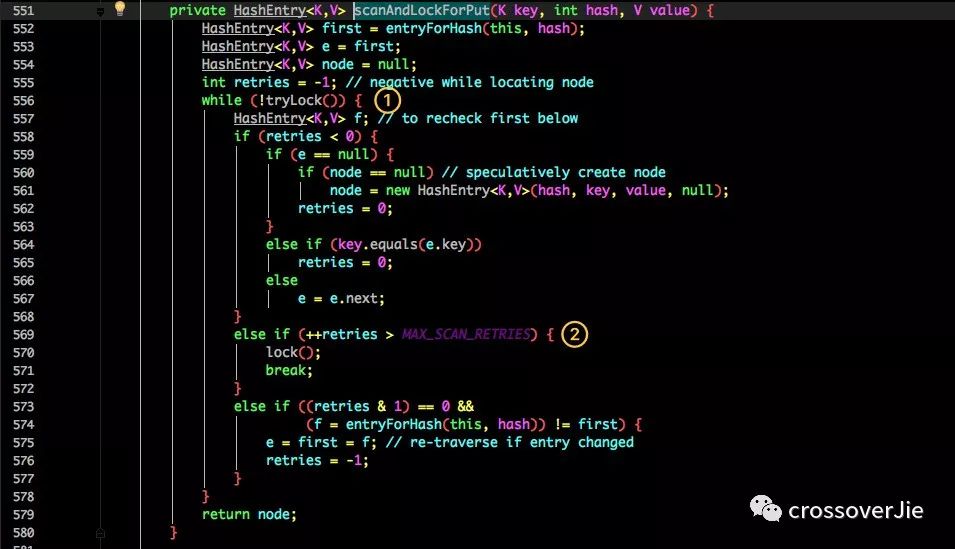 551 private HashEntry<K,V> scanAndLockForPut(K key, int hash, V value) {
552 HashEntry<K,V> first = entryForHash(this, hash);
553 HashEntry<K,V> e = first;
554 HashEntry<K,V> node = null;
555 int retries = -1; // negative while locating node
556 while (!tryLock()) { 1
557 HashEntry<K,V> f; // to recheck first below
558 if (retries < 0) {
559 if (e == null) {
560 if (node == null) // speculatively create node
561 node = new HashEntry<K,V>(hash, key, value, null);
562 retries = 0;
563 }
564 else if (key.equals(e.key))
565 retries = 0;
566 else
567 e = e.next;
568 }
569 else if (++retries > MAX_SCAN_RETRIES) { 2
570 lock();
571 break;
572 }
573 else if ((retries & 1) == 0 &&
574 (f = entryForHash(this, hash)) != first) {
575 e = first = f; // re-traverse if entry changed
576 retries = -1;
577 }
578 }
579 return node;
580 }
crossoverJie